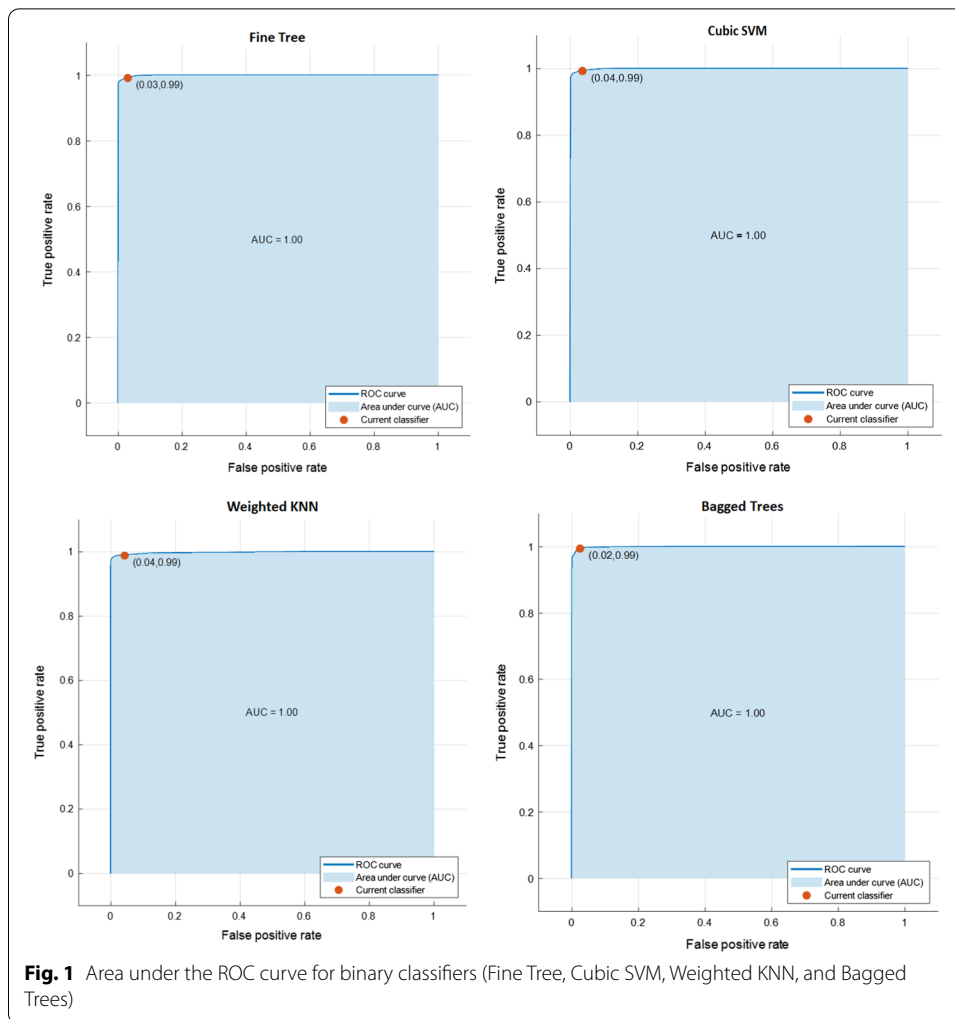 Fine Tree
1
(0.03,0.99)
0.8
0.6
True positive rate
AUC = 1.00
0.4
0.2
0
ROC curve
Area under curve (AUC)
Current classifier
0
0.2
0.4
0.6
0.8
1
False positive rate
Cubic SVM
1
(0.04,0.99)
0.8
0.6
True positive rate
AUC = 1.00
0.4
0.2
0
ROC curve
Area under curve (AUC)
Current classifier
0
0.2
0.4
0.6
0.8
1
False positive rate
Weighted KNN
1
(0.04,0.99)
0.8
0.6
True positive rate
AUC = 1.00
0.4
0.2
0
ROC curve
Area under curve (AUC)
Current classifier
0
0.2
0.4
0.6
0.8
1
False positive rate
Bagged Trees
1
(0.02,0.99)
0.8
0.6
True positive rate
AUC = 1.00
0.4
0.2
0
ROC curve
Area under curve (AUC)
Current classifier
0
0.2
0.4
0.6
0.8
1
False positive rate
Fig. 1 Area under the ROC curve for binary classifiers (Fine Tree, Cubic SVM, Weighted KNN, and Bagged
Trees)